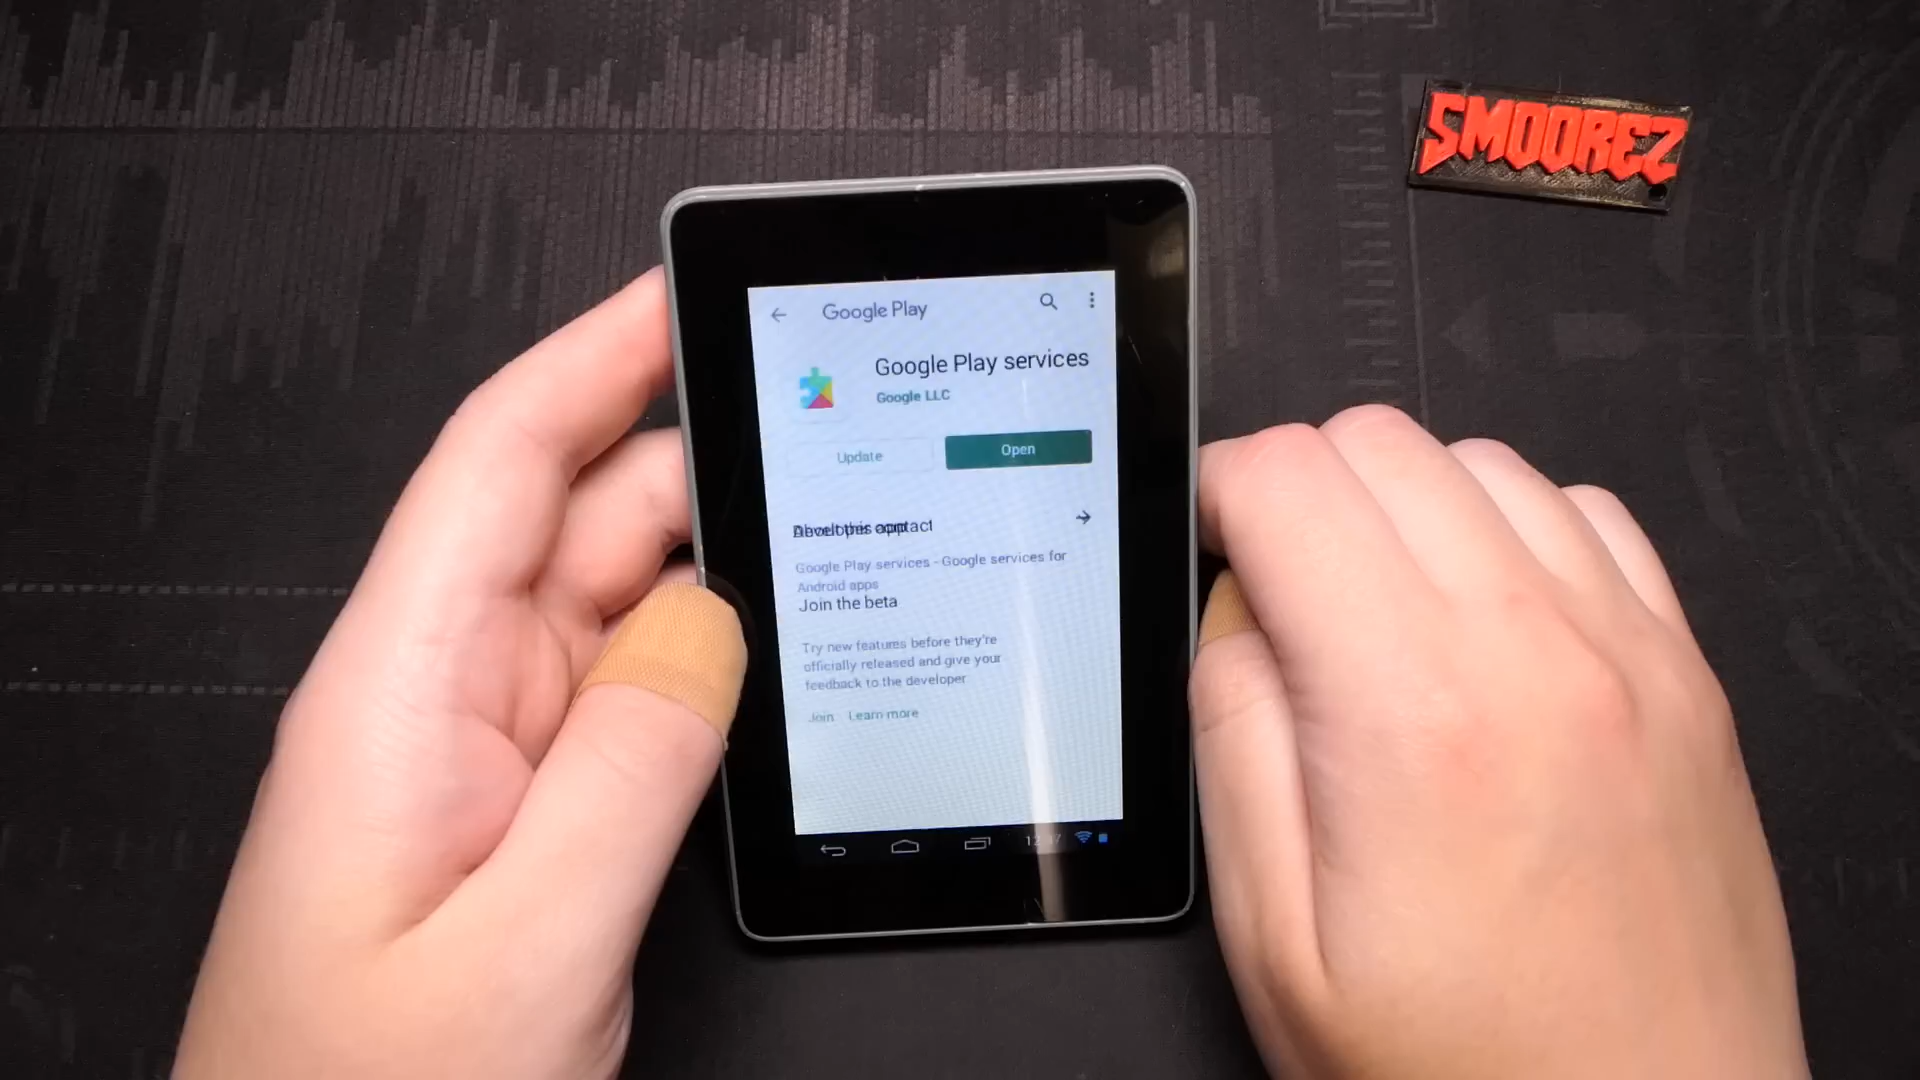 SMOOREZ
Google Play
Google Play services
Google LLC
Update
Open
Google Play services - Google services for
Android apps
Join the beta
Try new features before they're
officially released and give your
feedback to the developer
Join
Learn more